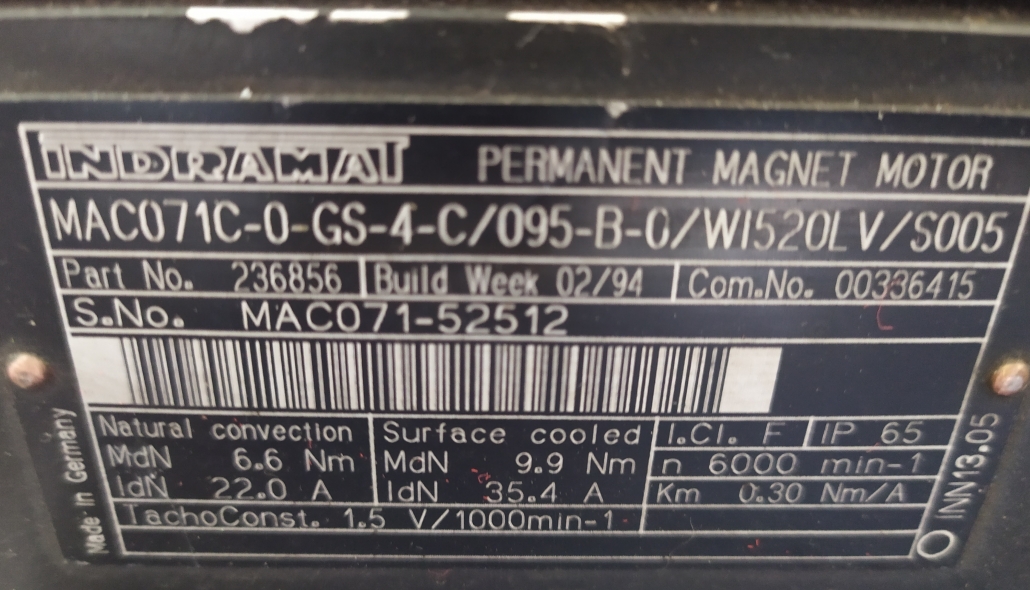 INDRAMAT PERMANENT MAGNET MOTOR
MAC071C-0-GS-4-C/095-B-0/WI520LV/S005
Part No. 236856 Build Week 02/94 Com.No. 00336415
S.No. MAC071-52512
Natural convection Surface cooled I.Cl. F IP 65
MdN 6.6 Nm MdN 9.9 Nm n 6000 min-1
IdN 22.0 A IdN 35.4 A Km 0.30 Nm/A
TachoConst. 1.5 V/1000min-1
Made in Germany
INN13.05